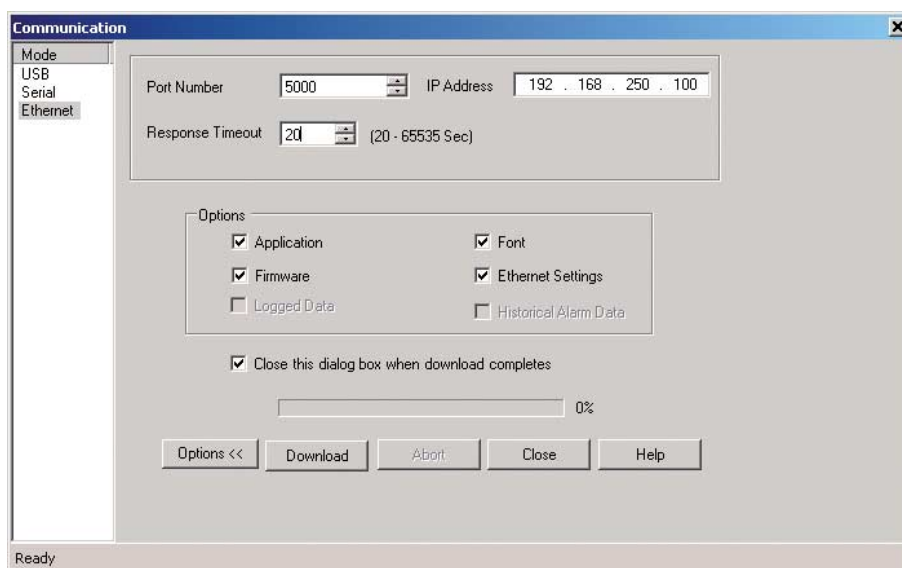 Communication
Mode
USB
Serial
Ethernet
Port Number 5000 IP Address 192 . 168 . 250 . 100
Response Timeout 20 (20 - 65535 Sec)
Options
Application Font
Firmware Ethernet Settings
Logged Data Historical Alarm Data
Close this dialog box when download completes
0%
Options << Download Abort Close Help
Ready